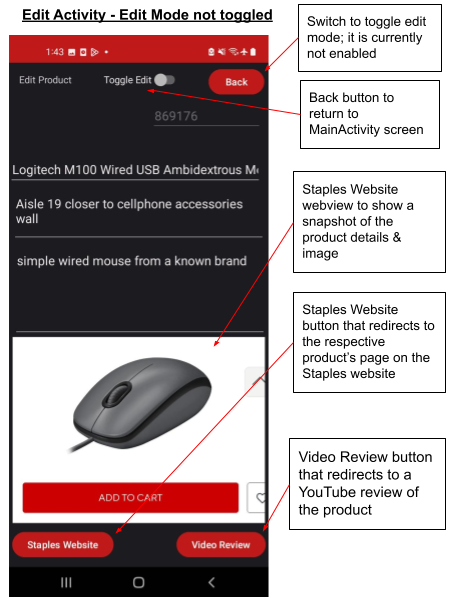 Edit Activity - Edit Mode not toggled
Switch to toggle edit
mode; it is currently
not enabled
1:43
Edit Product
Toggle Edit
Back
Back button to
return to
MainActivity screen
869176
Logitech M100 Wired USB Ambidextrous Mo
Aisle 19 closer to cellphone accessories
wall
simple wired mouse from a known brand
Staples Website
webview to show a
snapshot of the
product details &
image
Staples Website
button that redirects to
the respective
product's page on the
Staples website
ADD TO CART
Video Review button
that redirects to a
YouTube review of
the product
Staples Website
Video Review